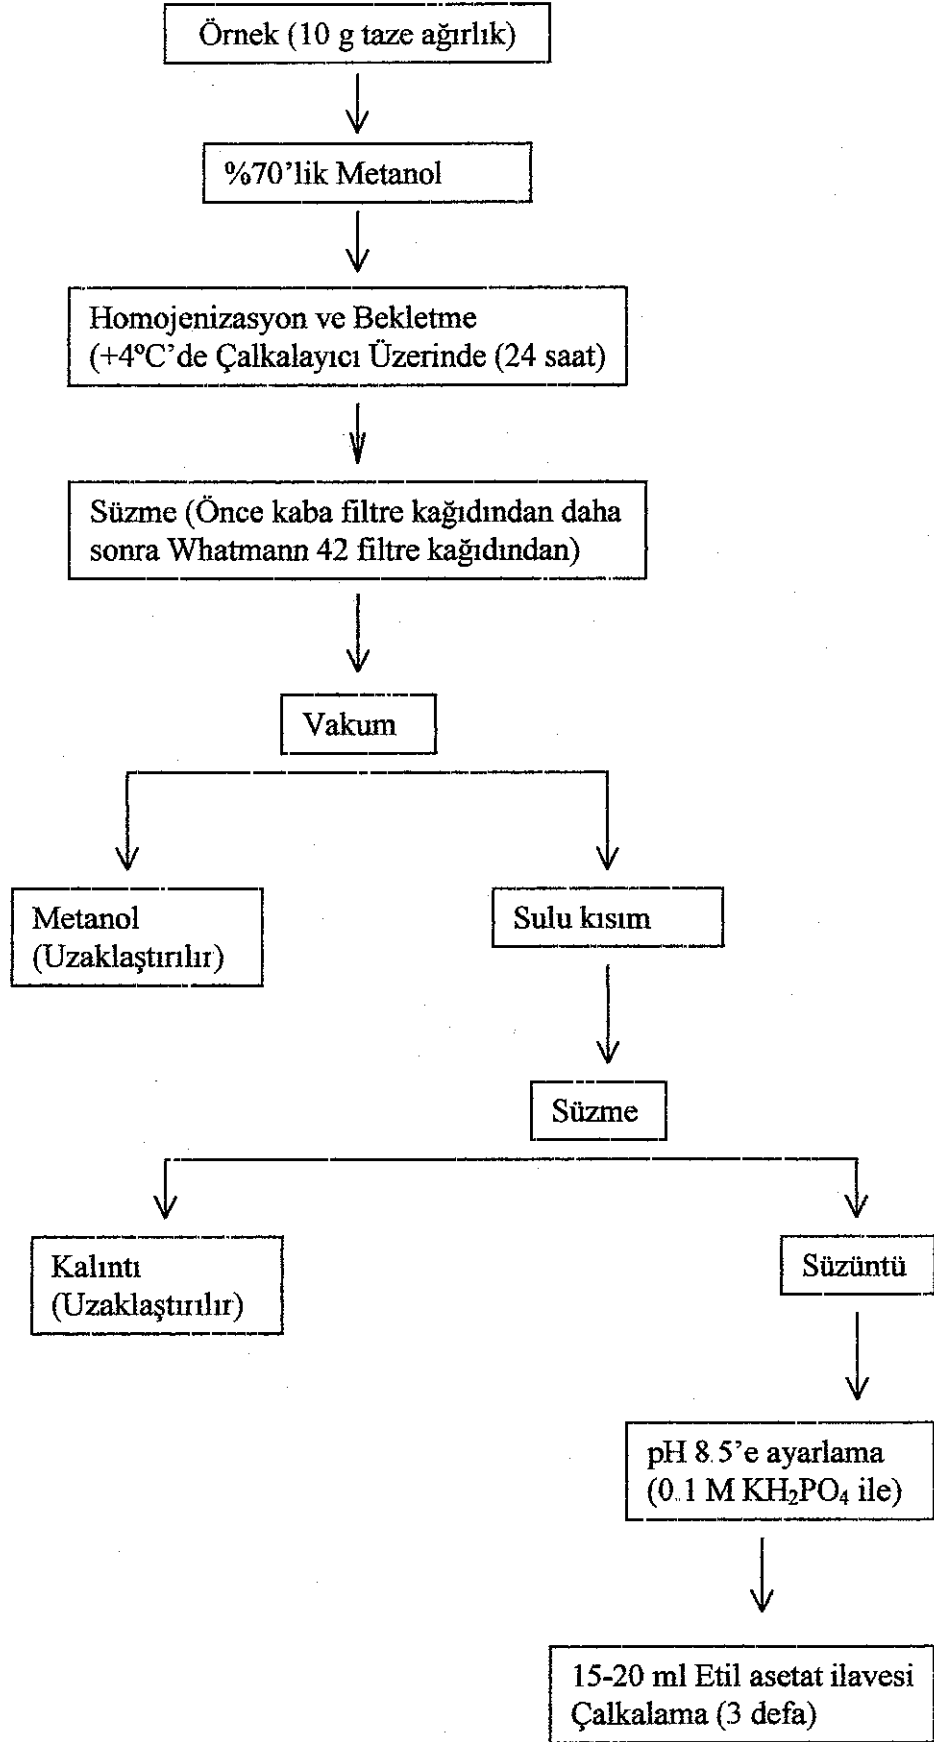 Örnek (10 g taze ağırlık)
%70'lik Metanol
Homojenizasyon ve Bekletme
(+4ºC'de Çalkalayıcı Üzerinde (24 saat)
Süzme (Önce kaba filtre kağıdından daha
sonra Whatmann 42 filtre kağıdından)
Vakum
Metanol
(Uzaklaştırılır)
Sulu kısım
Süzme
Kalıntı
(Uzaklaştırılır)
Süzüntü
pH 8.5'e ayarlama
(0.1 M KH₂PO₄ ile)
15-20 ml Etil asetat ilavesi
Çalkalama (3 defa)